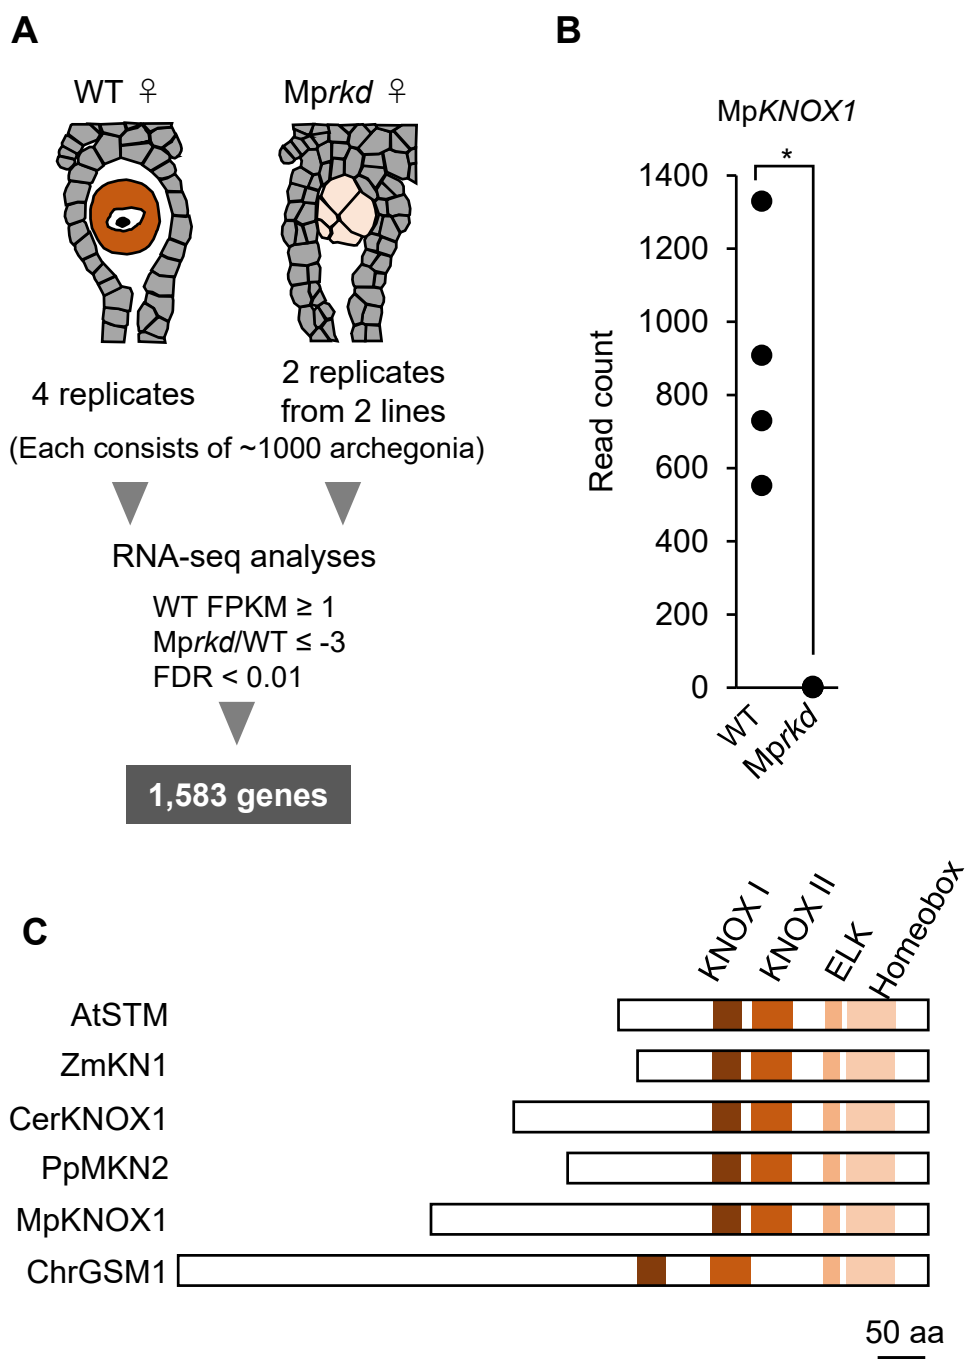 A
WT ♀
Mprkd ♀
4 replicates
2 replicates
from 2 lines
(Each consists of ~1000 archegonia)
RNA-seq analyses
WT FPKM ≥ 1
Mprkd/WT ≤ -3
FDR < 0.01
1,583 genes
B
MpKNOX1
*
Read count
1400
1200
1000
800
600
400
200
0
WT
Mprkd
C
KNOX I
KNOX II
ELK
Homeobox
AtSTM
ZmKN1
CerKNOX1
PpMKN2
MpKNOX1
ChrGSM1
50 aa